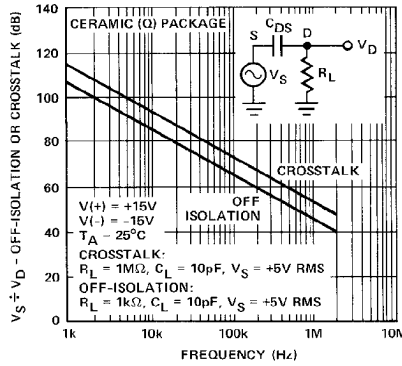 V_S ÷ V_D – OFF-ISOLATION OR CROSSTALK (dB)
140
120
100
80
60
40
20
0
CERAMIC (Q) PACKAGE
C_DS
S
D
V_D
V_S
R_L
CROSSTALK
OFF
ISOLATION
V(+) = +15V
V(-) = -15V
T_A – 25°C
CROSSTALK:
R_L = 1MΩ, C_L = 10pF, V_S = +5V RMS
OFF-ISOLATION:
R_L = 1kΩ, C_L = 10pF, V_S = +5V RMS
1k
10k
100k
1M
10M
FREQUENCY (Hz)